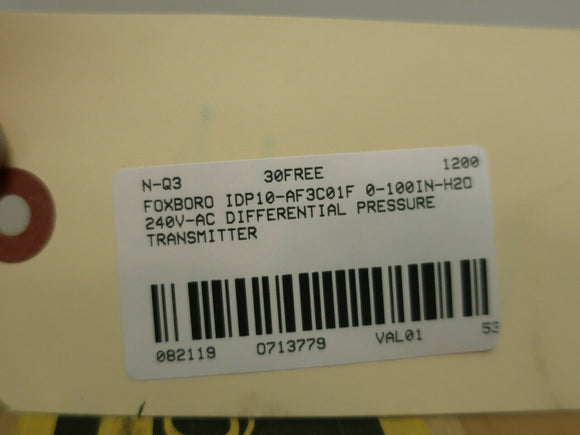 N-Q3 30FREE 1200
FOXBORO IDP10-AF3C01F 0-100IN-H2O
240V-AC DIFFERENTIAL PRESSURE
TRANSMITTER
082119 0713779 VAL01 53